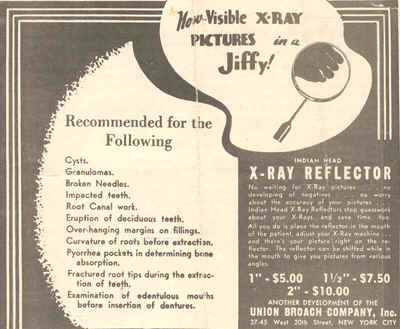 Now-Visible X-RAY
PICTURES in a
Jiffy!
Recommended for the
Following
Cysts.
Granulomas.
Broken Needles.
Impacted teeth.
Root Canal work.
Eruption of deciduous teeth.
Over-hanging margins on fillings.
Curvature of roots before extraction.
Pyorrhea pockets in determining bone
absorption.
Fractured root tips during the extrac-
tion of teeth.
Examination of edentulous mouths
before insertion of dentures.
INDIAN HEAD
X-RAY REFLECTOR
No waiting for X-Ray pictures . . . no
developing of negatives . . . no worry
about the accuracy of your pictures . .
Indian Head X-Ray Reflectors stop guesswork
about your X-Rays, and save time, too.
All you do is place the reflector in the mouth
of the patient, adjust your X-Ray machine . . .
and there's your picture right on the re-
flector. The reflector can be shifted while in
the mouth to give you pictures from various
angles.
1" - $5.00 1½" - $7.50
2" - $10.00
ANOTHER DEVELOPMENT OF THE
UNION BROACH COMPANY, Inc.
37-45 West 20th Street, NEW YORK CITY